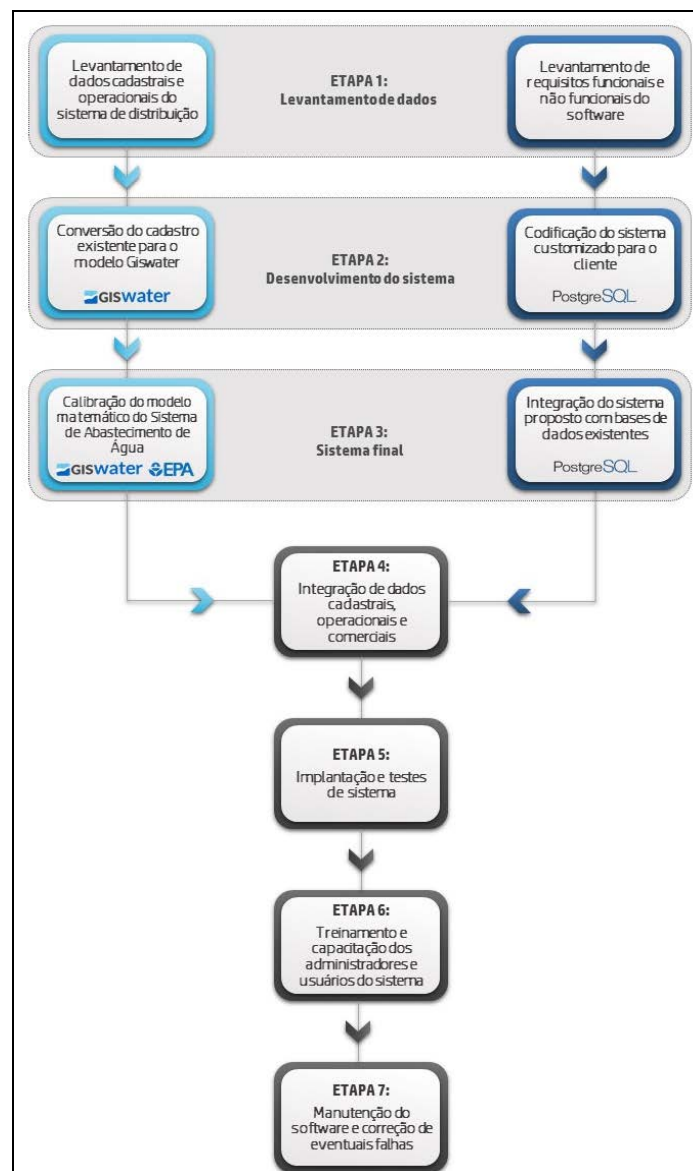 Levantamento de
dados cadastrais e
operacionais do
sistema de distribuição
ETAPA 1:
Levantamento de dados
Levantamento de
requisitos funcionais e
não funcionais do
software
Conversão do cadastro
existente para o
modelo Giswater
GISwater
ETAPA 2:
Desenvolvimento do sistema
Codificação do sistema
customizado para o
cliente
PostgreSQL
Calibração do modelo
matemático do Sistema
de Abastecimento de
Água
GISwater EPA
ETAPA 3:
Sistema final
Integração do sistema
proposto com bases de
dados existentes
PostgreSQL
ETAPA 4:
Integração de dados
cadastrais,
operacionais e
comerciais
ETAPA 5:
Implantação e testes
de sistema
ETAPA 6:
Treinamento e
capacitação dos
administradores e
usuários do sistema
ETAPA 7:
Manutenção do
software e correção de
eventuais falhas